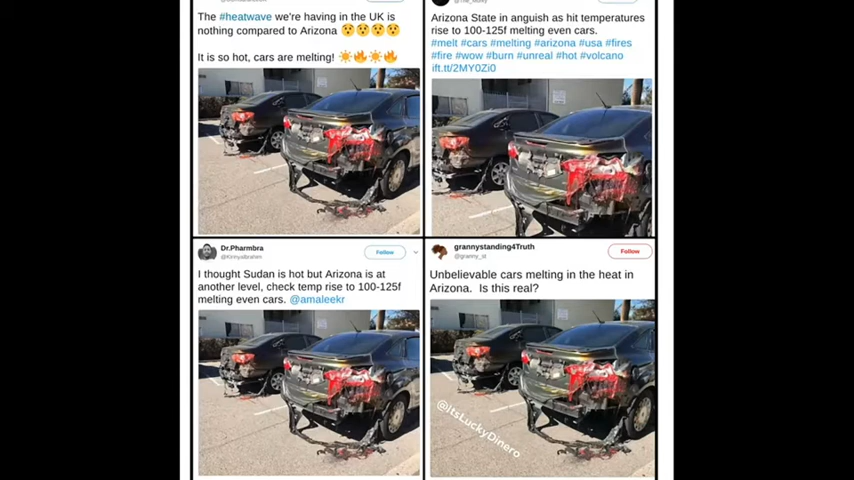 The #heatwave we're having in the UK is
nothing compared to Arizona 😲😲😲😲
It is so hot, cars are melting! ☀️🔥☀️🔥
Arizona State in anguish as hit temperatures
rise to 100-125f melting even cars.
#melt #cars #melting #arizona #usa #fires
#fire #wow #burn #unreal #hot #volcano
ift.tt/2MY0Zi0
Dr.Pharmbra
Follow
I thought Sudan is hot but Arizona is at
another level, check temp rise to 100-125f
melting even cars. @amaleekr
grannystanding4Truth
@granny_st
Follow
Unbelievable cars melting in the heat in
Arizona. Is this real?
@ItsLuckyDinero